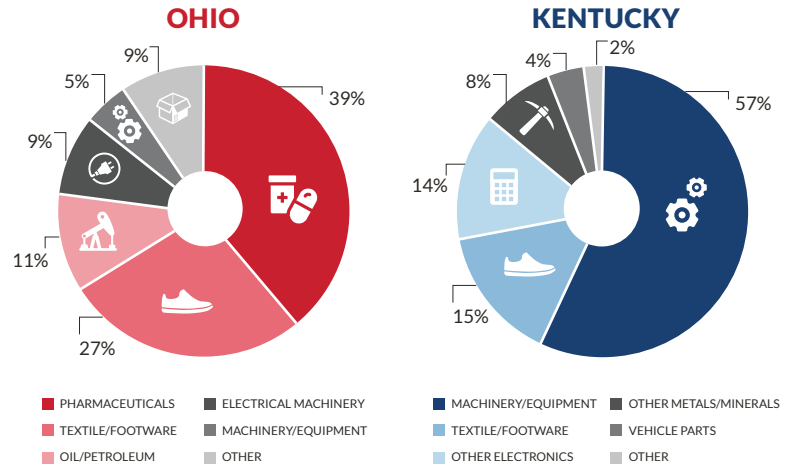 OHIO
9%
5%
9%
11%
27%
39%
PHARMACEUTICALS
TEXTILE/FOOTWARE
OIL/PETROLEUM
ELECTRICAL MACHINERY
MACHINERY/EQUIPMENT
OTHER
KENTUCKY
2%
4%
8%
14%
15%
57%
MACHINERY/EQUIPMENT
TEXTILE/FOOTWARE
OTHER ELECTRONICS
OTHER METALS/MINERALS
VEHICLE PARTS
OTHER